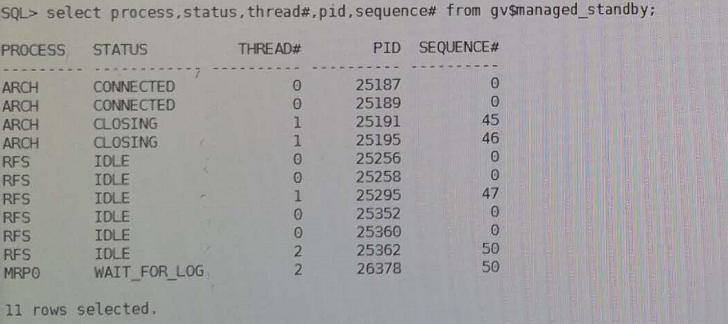 SQL> select process,status,thread#,pid,sequence# from gv$managed_standby;
PROCESS STATUS THREAD# PID SEQUENCE#
--------- ------------ ---------- ---------- ----------
ARCH CONNECTED 0 25187 0
ARCH CONNECTED 0 25189 0
ARCH CLOSING 1 25191 45
ARCH CLOSING 1 25195 46
RFS IDLE 0 25256 0
RFS IDLE 0 25258 0
RFS IDLE 1 25295 47
RFS IDLE 0 25352 0
RFS IDLE 0 25360 0
RFS IDLE 2 25362 50
MRP0 WAIT_FOR_LOG 2 26378 50
11 rows selected.